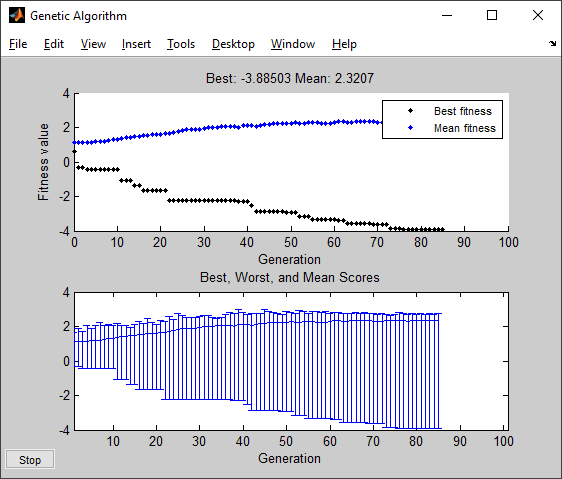 Genetic Algorithm
File Edit View Insert Tools Desktop Window Help
Best: -3.88503 Mean: 2.3207
4
2
0
-2
-4
Fitness value
Best fitness
Mean fitness
0 10 20 30 40 50 60 70 80 90 100
Generation
Best, Worst, and Mean Scores
4
2
0
-2
-4
10 20 30 40 50 60 70 80 90 101
Generation
Stop